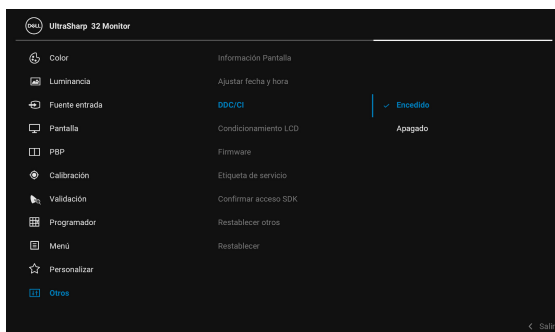 DELL UltraSharp 32 Monitor
Color Información Pantalla
Luminancia Ajustar fecha y hora
Fuente entrada DDC/CI Encedido
Pantalla Condicionamiento LCD Apagado
PBP Firmware
Calibración Etiqueta de servicio
Validación Confirmar acceso SDK
Programador Restablecer otros
Menú Restablecer
Personalizar
Otros
Salir